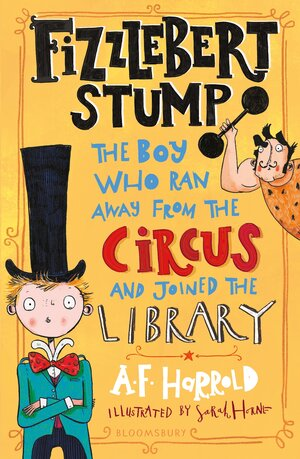 FizzLEBERT
STUMP
THE BOY
WHO RAN
AWAY FROM THE
CIRCUS
AND JOINED THE
LIBRARY
A.F. HARROLD
ILLUSTRATED BY Sarah Horne
BLOOMSBURY